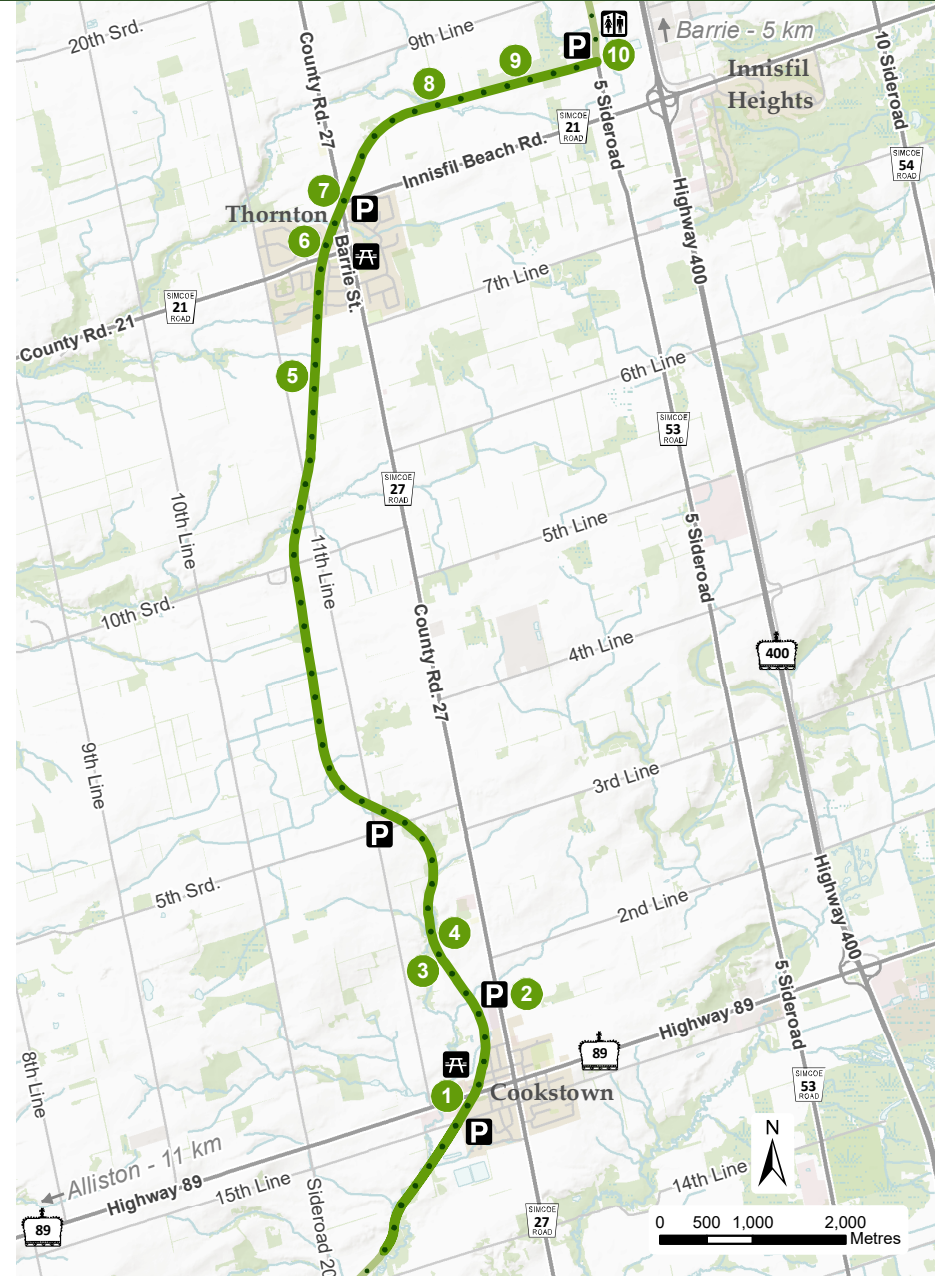 20th Srd.
County Rd. 27
9th Line
P
10
Barrie - 5 km
10 Sideroad
9
8
Innisfil
Heights
5 Sideroad
SIMCOE
21
ROAD
Innisfil Beach Rd.
SIMCOE
54
ROAD
7
P
Thornton
6
Barrie St.
Highway 400
7th Line
SIMCOE
21
ROAD
County Rd. 21
5
6th Line
SIMCOE
53
ROAD
SIMCOE
27
ROAD
10th Line
11th Line
5th Line
5 Sideroad
10th Srd.
County Rd. 27
4th Line
400
9th Line
3rd Line
P
5th Srd.
2nd Line
Highway 400
4
3
P
2
5 Sideroad
Highway 89
89
8th Line
1
Cookstown
SIMCOE
53
ROAD
P
N
Alliston - 11 km
Highway 89
15th Line
Sideroad 20
14th Line
89
SIMCOE
27
ROAD
0 500 1,000 2,000
Metres